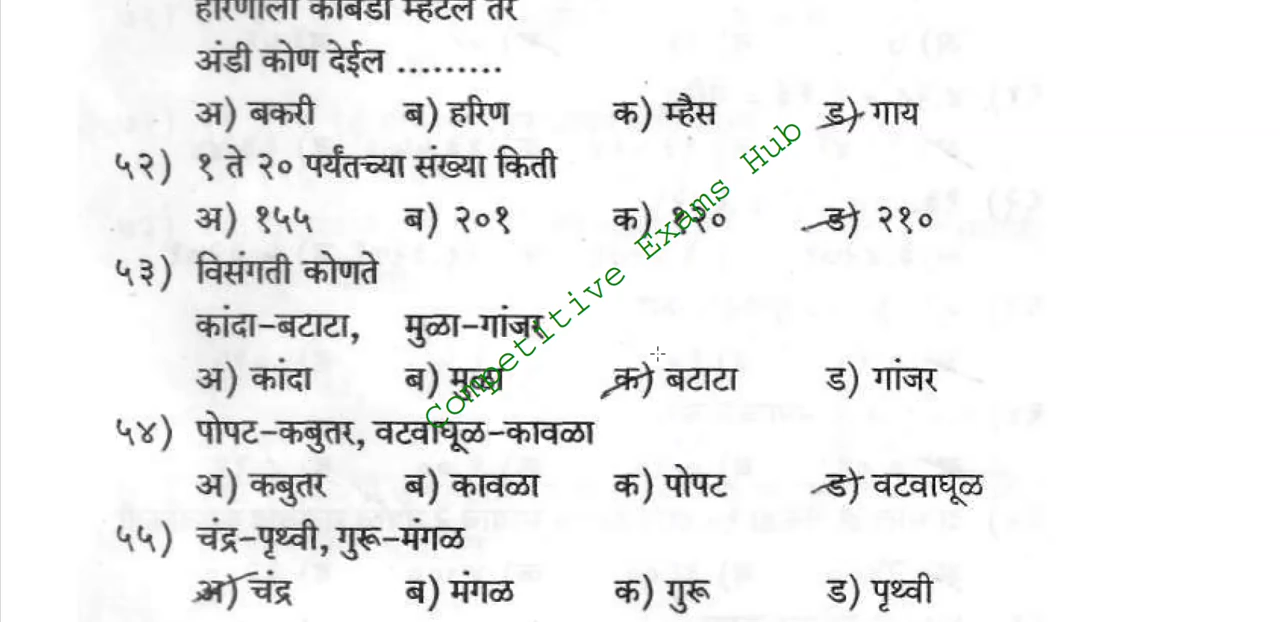 हरिणीला कोंबडी म्हटले तर
अंडी कोण देईल .........
अ) बकरी ब) हरिण क) म्हैस ड) गाय
५२) १ ते २० पर्यंतच्या संख्या किती
अ) १५५ ब) २०१ क) १२० ड) २१०
५३) विसंगती कोणते
कांदा-बटाटा, मुळा-गांजर
अ) कांदा ब) मुळा क) बटाटा ड) गांजर
५४) पोपट-कबुतर, वटवाघूळ-कावळा
अ) कबुतर ब) कावळा क) पोपट ड) वटवाघूळ
५५) चंद्र-पृथ्वी, गुरू-मंगळ
अ) चंद्र ब) मंगळ क) गुरू ड) पृथ्वी
Competitive Exams Hub